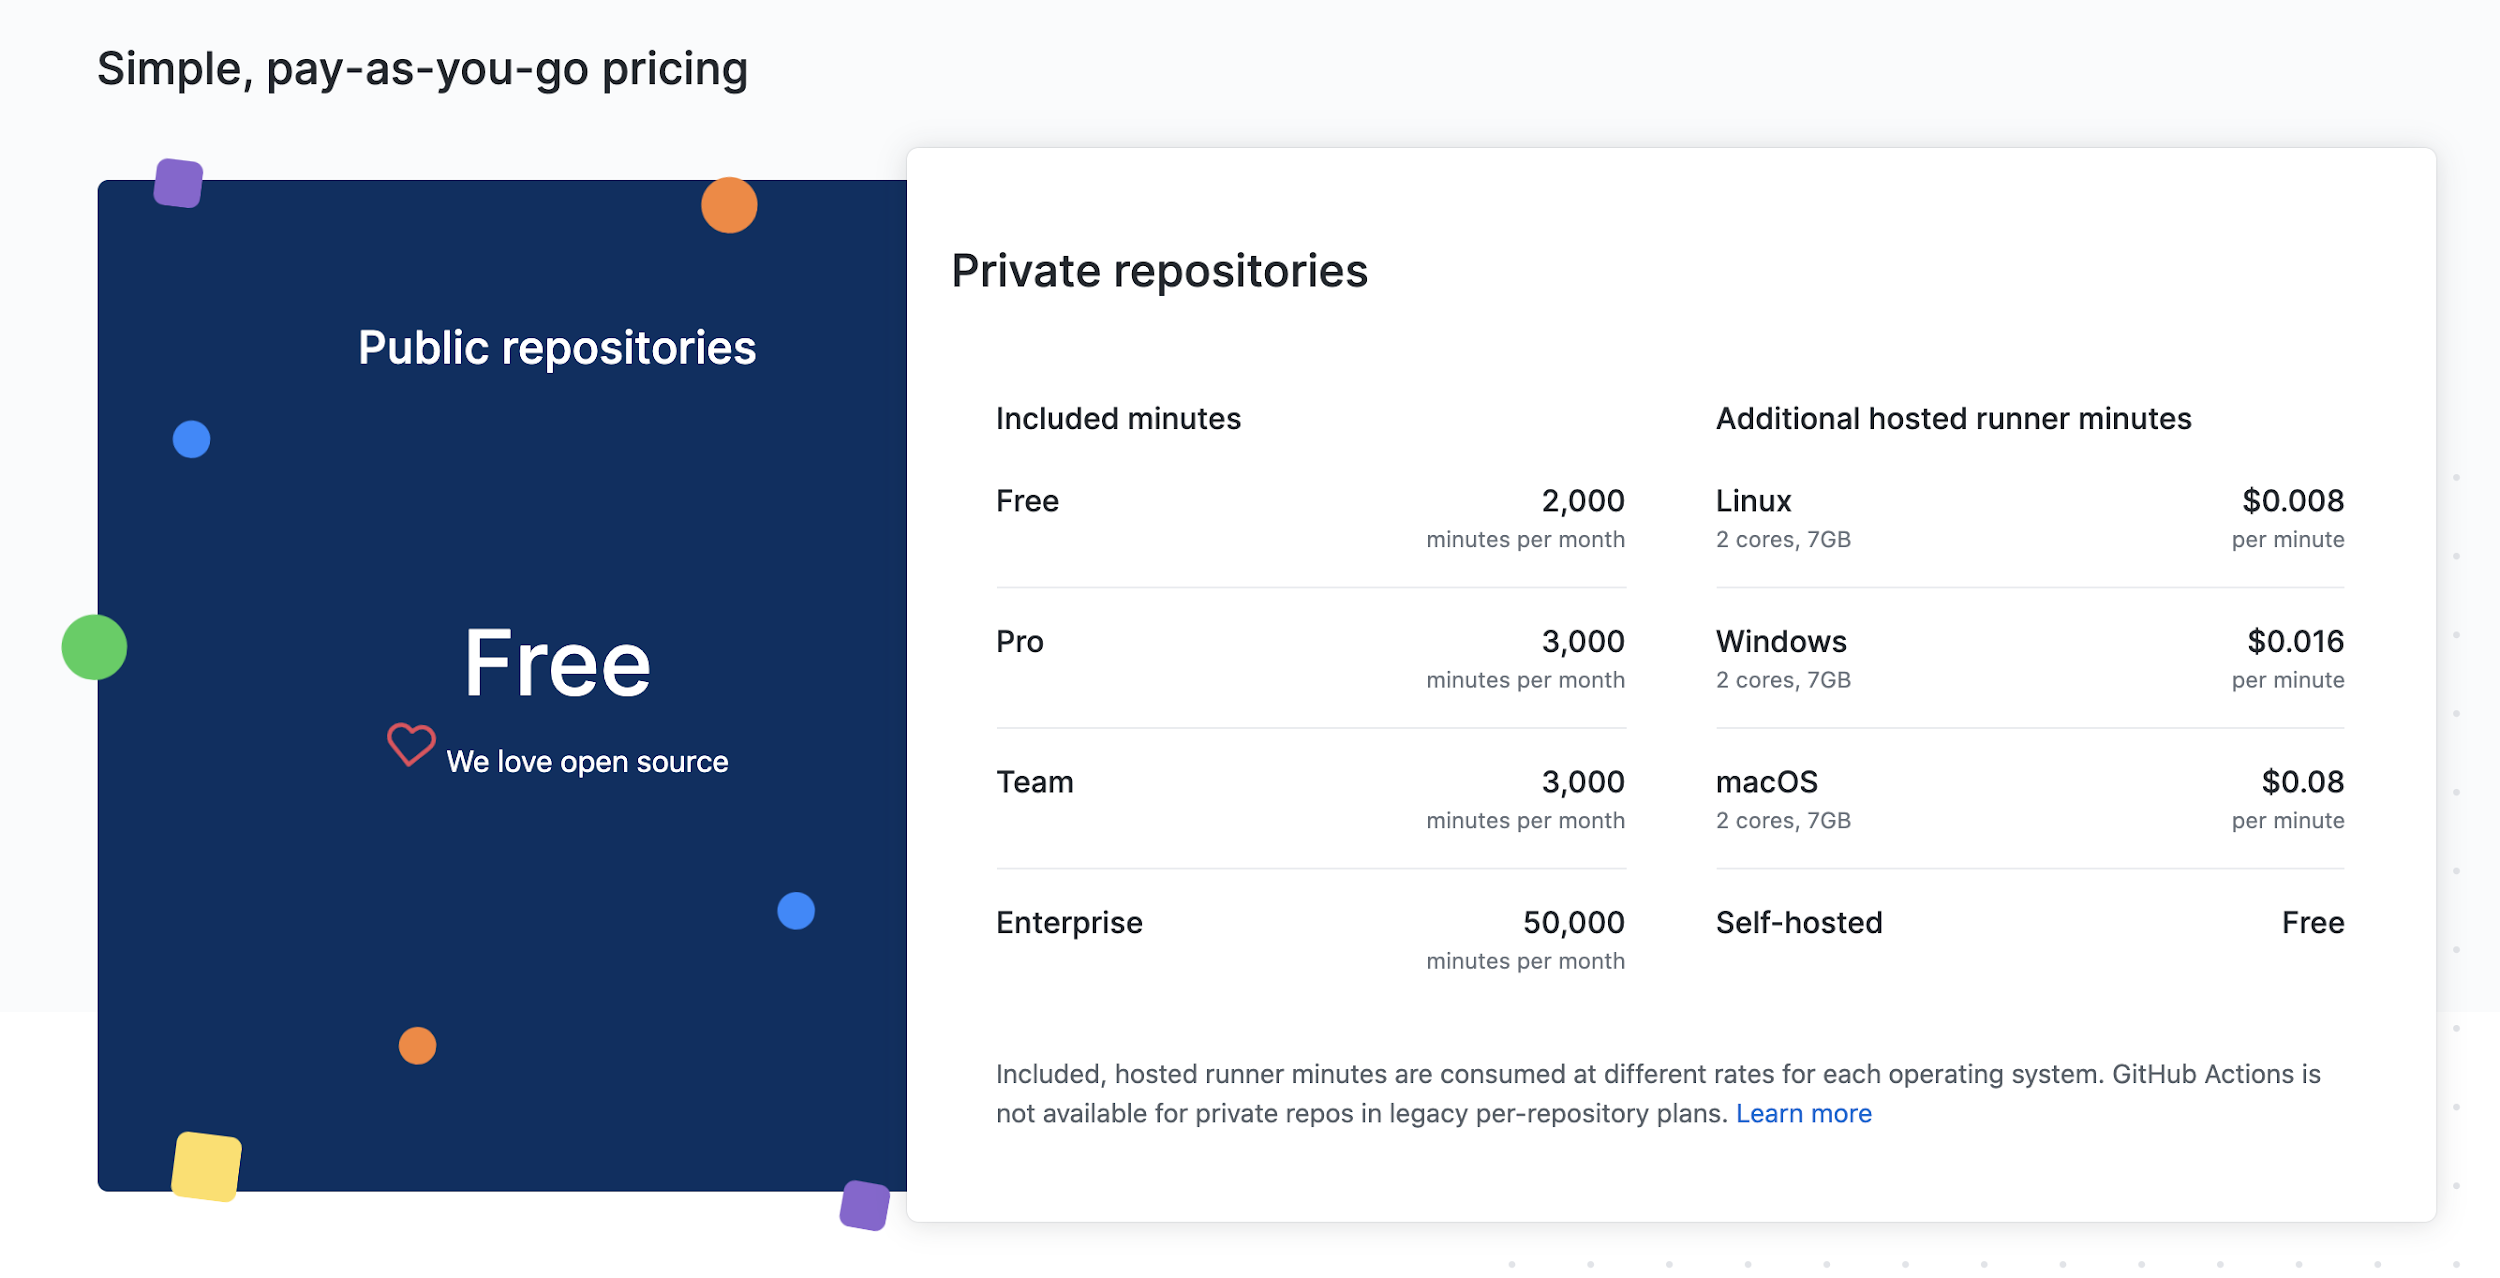 Simple, pay-as-you-go pricing
Public repositories
Free
We love open source
Private repositories
Included minutes
Free 2,000
minutes per month
Pro 3,000
minutes per month
Team 3,000
minutes per month
Enterprise 50,000
minutes per month
Additional hosted runner minutes
Linux $0.008
2 cores, 7GB per minute
Windows $0.016
2 cores, 7GB per minute
macOS $0.08
2 cores, 7GB per minute
Self-hosted Free
Included, hosted runner minutes are consumed at different rates for each operating system. GitHub Actions is
not available for private repos in legacy per-repository plans. Learn more